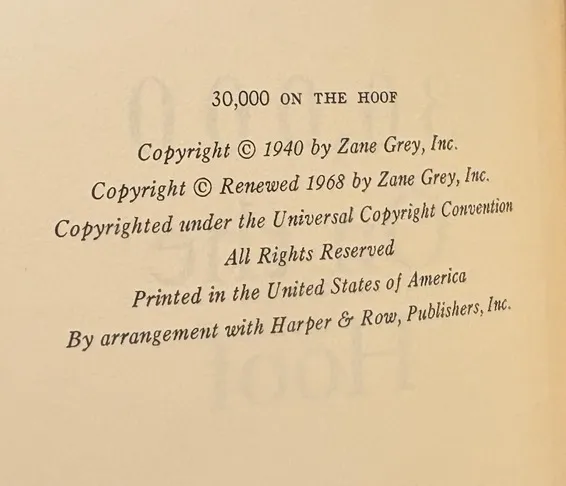 30,000 ON THE HOOF
Copyright © 1940 by Zane Grey, Inc.
Copyright © Renewed 1968 by Zane Grey, Inc.
Copyrighted under the Universal Copyright Convention
All Rights Reserved
Printed in the United States of America
By arrangement with Harper & Row, Publishers, Inc.